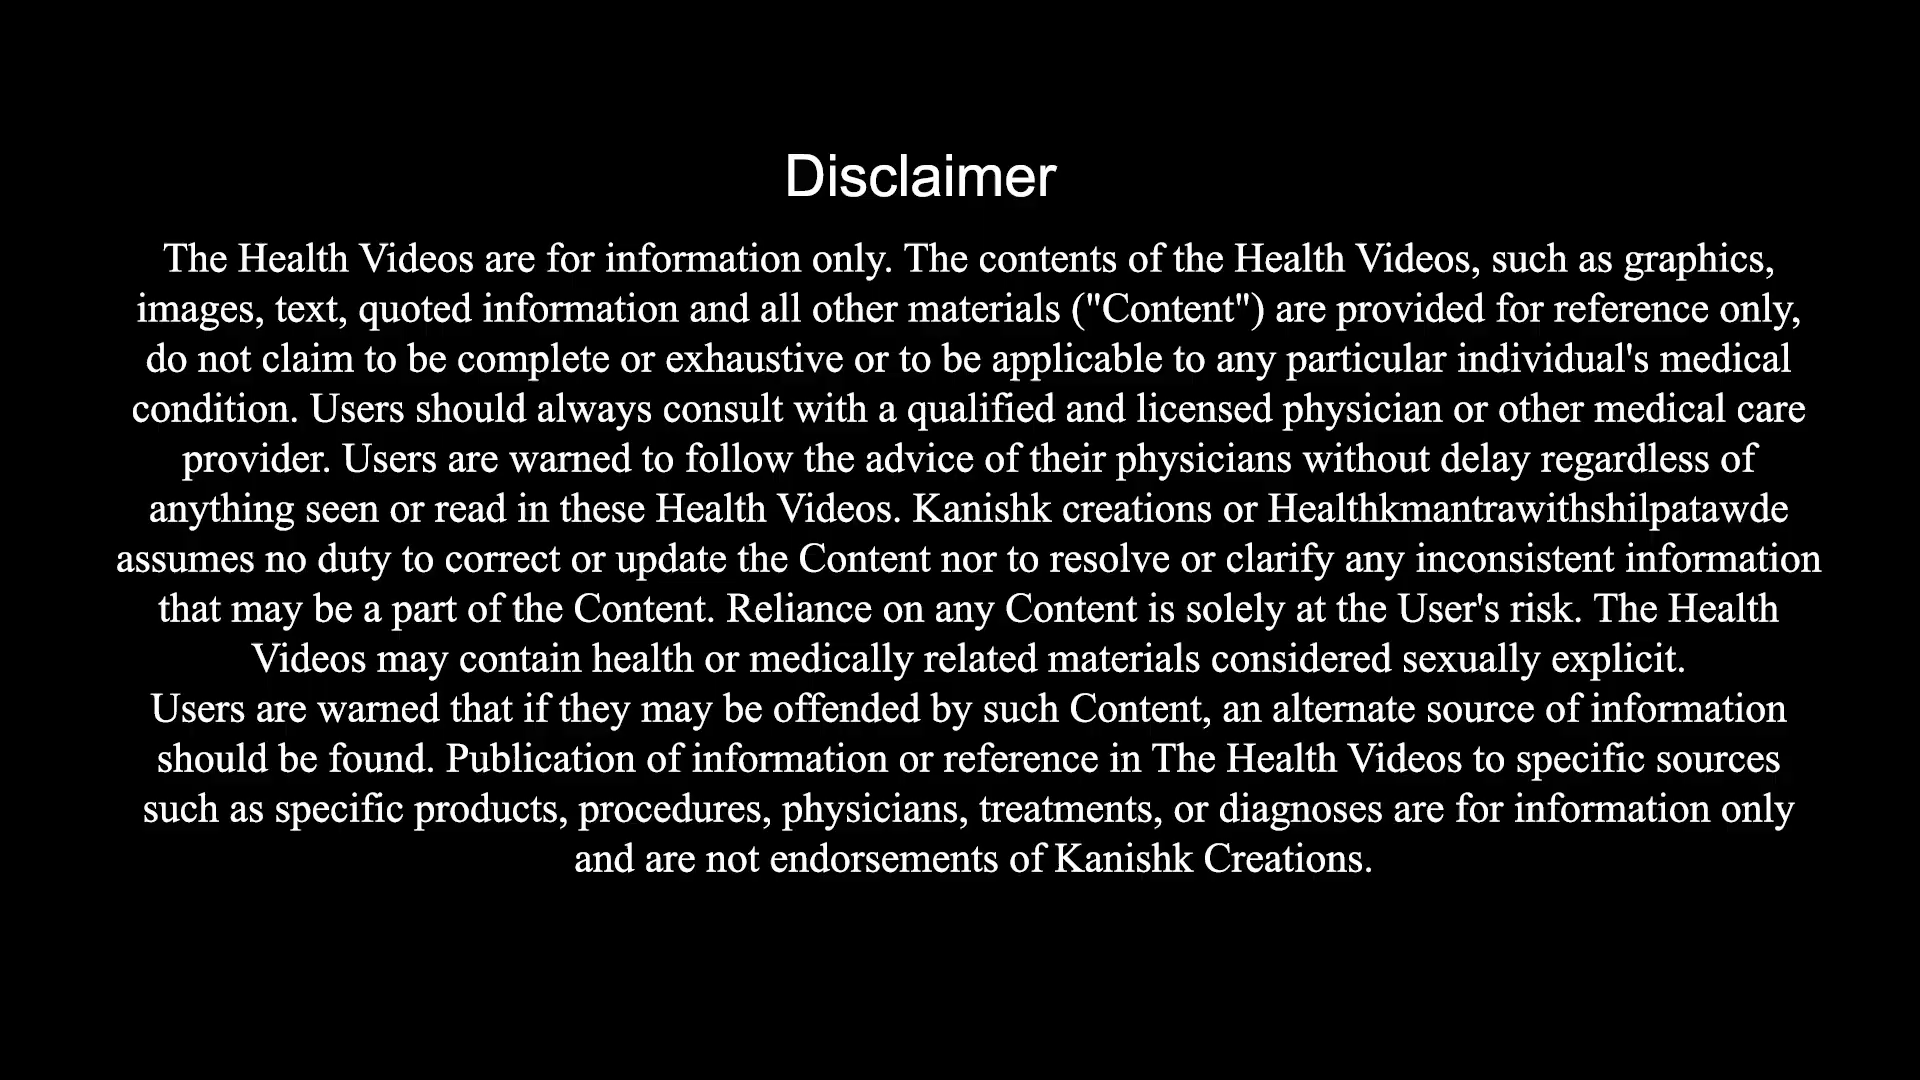 Disclaimer
The Health Videos are for information only. The contents of the Health Videos, such as graphics,
images, text, quoted information and all other materials ("Content") are provided for reference only,
do not claim to be complete or exhaustive or to be applicable to any particular individual's medical
condition. Users should always consult with a qualified and licensed physician or other medical care
provider. Users are warned to follow the advice of their physicians without delay regardless of
anything seen or read in these Health Videos. Kanishk creations or Healthkmantrawithshilpatawde
assumes no duty to correct or update the Content nor to resolve or clarify any inconsistent information
that may be a part of the Content. Reliance on any Content is solely at the User's risk. The Health
Videos may contain health or medically related materials considered sexually explicit.
Users are warned that if they may be offended by such Content, an alternate source of information
should be found. Publication of information or reference in The Health Videos to specific sources
such as specific products, procedures, physicians, treatments, or diagnoses are for information only
and are not endorsements of Kanishk Creations.